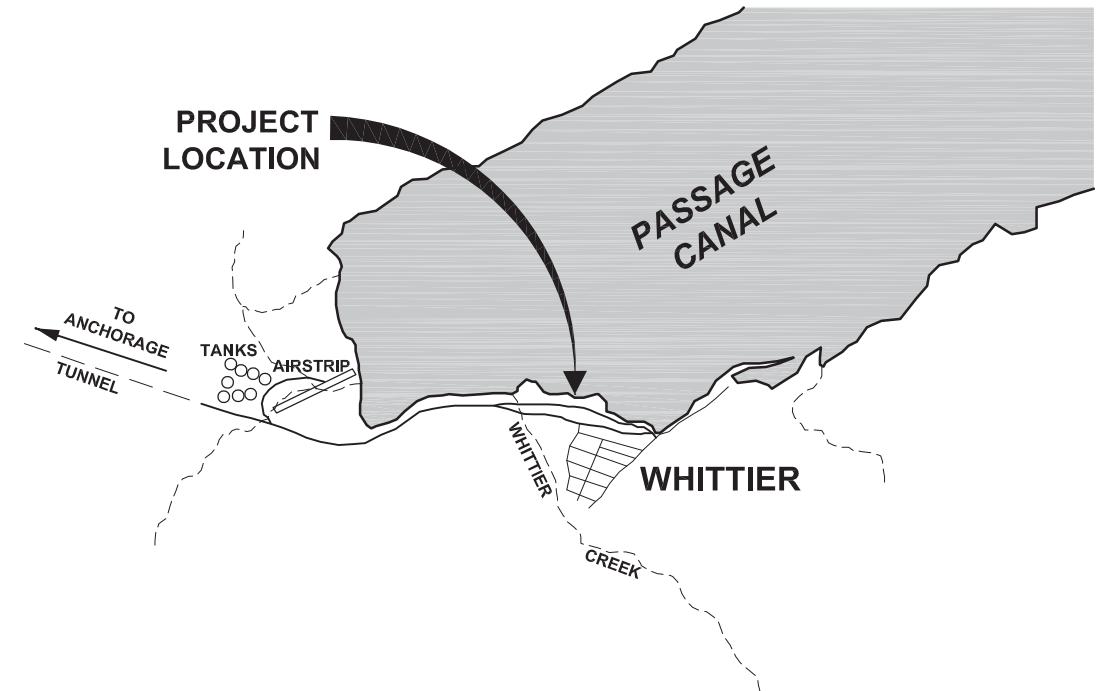 PROJECT
LOCATION
PASSAGE
CANAL
TO
ANCHORAGE
TUNNEL
TANKS
AIRSTRIP
WHITTIER
CREEK
WHITTIER